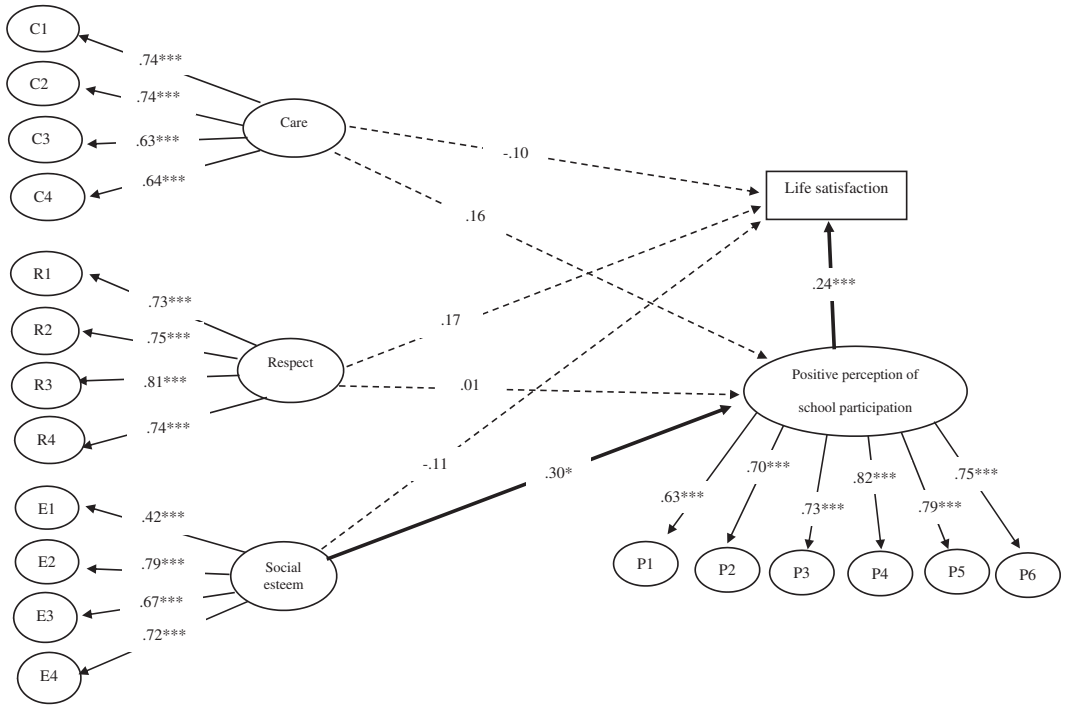 C1
.74***
C2
.74***
C3
.63***
C4
.64***
Care
-.10
.16
Life satisfaction
R1
.73***
R2
.75***
R3
.81***
R4
.74***
Respect
.17
.01
.24***
Positive perception of
school participation
E1
.42***
E2
.79***
E3
.67***
E4
.72***
Social
esteem
-.11
.30*
.63***
.70***
.73***
.82***
.79***
.75***
P1
P2
P3
P4
P5
P6